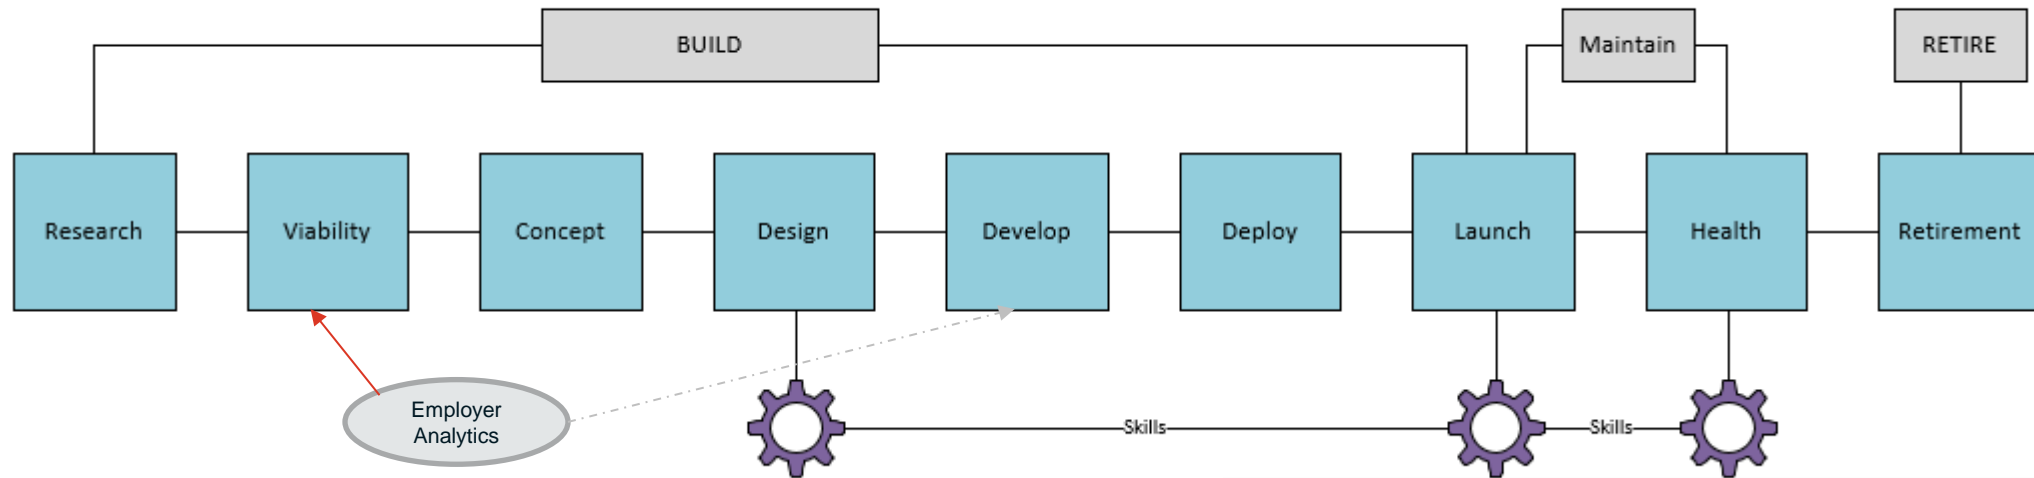 BUILD
Maintain
RETIRE
Research
Viability
Concept
Design
Develop
Deploy
Launch
Health
Retirement
Employer
Analytics
Skills
Skills